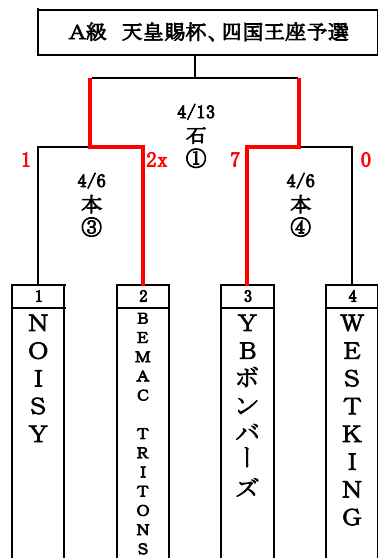 A級 天皇賜杯、四国王座予選
4/13
石
①
1
2x
7
0
4/6
本
③
4/6
本
④
1
2
3
4
NOISY
BEMAC TRITONS
YBボンバーズ
WESTKING